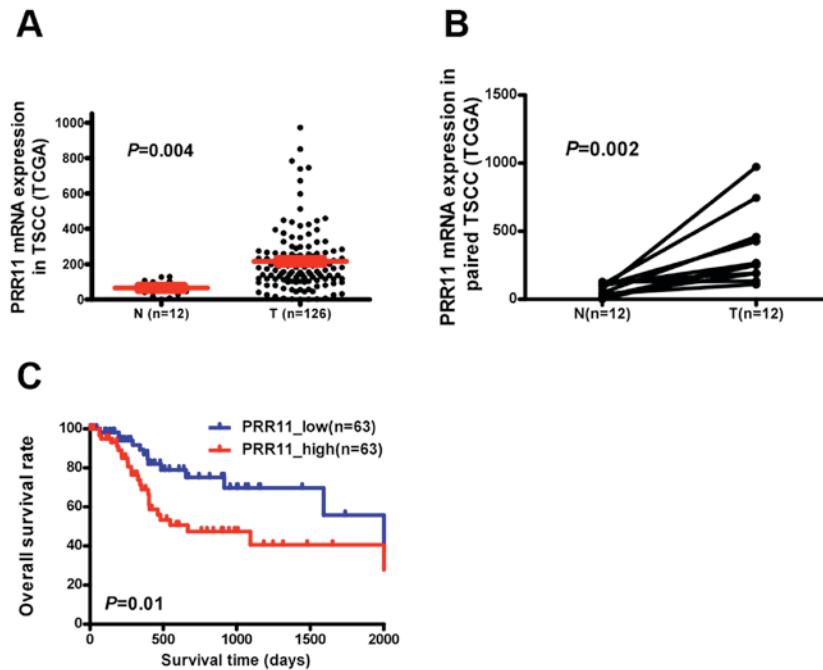 A
PRR11 mRNA expression
in TSCC (TCGA)
1000
800
600
400
200
0
P=0.004
N (n=12)
T (n=126)
B
PRR11 mRNA expression in
paired TSCC (TCGA)
1500
1000
500
0
P=0.002
N(n=12)
T(n=12)
C
Overall survival rate
100
80
60
40
20
0
PRR11_low(n=63)
PRR11_high(n=63)
P=0.01
0
500
1000
1500
2000
Survival time (days)